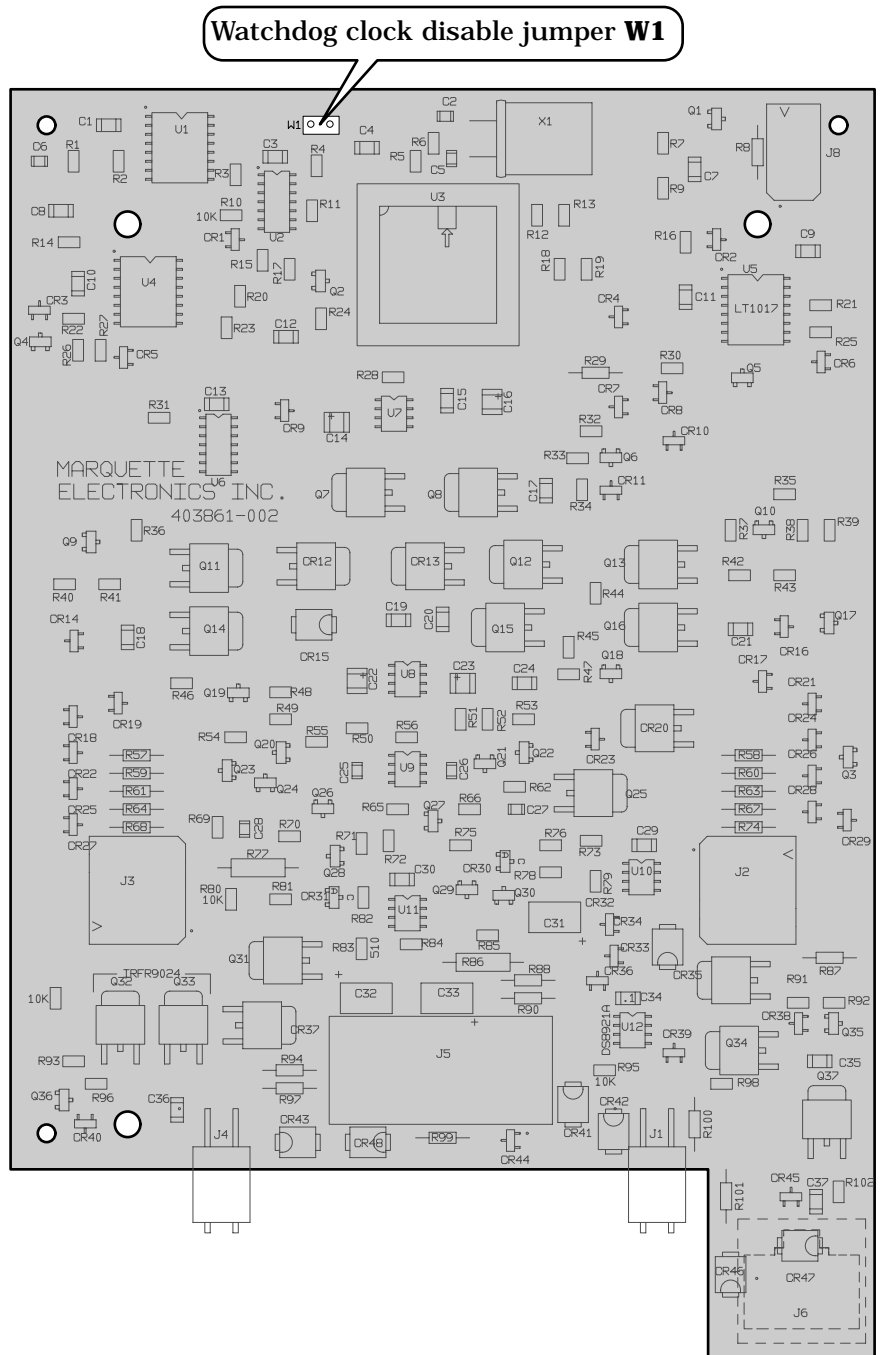 Watchdog clock disable jumper W1
C1
U1
W1
C2
X1
Q1
C6
R1
R2
C3
R4
C4
R6
R5
C5
R7
R8
J8
R3
C7
R9
C8
R10
10K
U2
R11
U3
R12
R13
R14
CR1
R16
CR2
C9
R15
R17
R18
R19
U5
C10
U4
Q2
CR3
R20
C11
LT1017
R21
R22
R27
R23
R24
CR4
R25
Q4
R26
CR5
C12
R28
R29
R30
Q5
CR6
C13
C15
C16
CR7
CR8
R31
CR9
C14
U7
R32
CR10
U6
R33
Q6
MARQUETTE
ELECTRONICS INC.
403861-002
Q7
Q8
C17
R34
CR11
R35
Q9
R36
R37
Q10
R38
R39
Q11
CR12
CR13
Q12
Q13
R40
R41
R42
R43
R44
CR14
C18
Q14
CR15
C19
C20
Q15
Q16
R45
C21
CR16
Q17
R46
Q19
R48
C22
U8
C23
C24
R47
Q18
CR17
CR21
CR18
CR19
R49
R50
R51
R52
R53
CR20
CR24
R54
R55
R56
Q20
Q21
Q22
CR23
CR26
Q3
R57
R58
CR22
R59
Q23
Q24
C25
U9
C26
R62
Q25
R60
CR28
CR25
R61
Q26
R65
Q27
R66
C27
R63
R64
R67
CR27
R68
R69
C28
R70
R71
R72
R75
R76
R73
C29
R74
CR29
J3
R77
Q28
CR30
C
R78
R79
U10
J2
R80
10K
R81
CR31
C
R82
C30
Q29
Q30
CR32
U11
C31
CR34
R83
510
R84
R85
CR33
Q31
R86
CR36
CR35
R87
IRFR9024
Q32
Q33
R88
R91
10K
C32
C33
R90
.1
C34
R92
CR37
DS8921A
U12
CR38
Q35
J5
CR39
Q34
R93
R94
R95
10K
C35
Q36
R96
R97
R98
Q37
C36
CR40
J4
CR43
CR48
R99
CR44
CR41
CR42
J1
R100
R101
CR45
C37
R102
CR46
CR47
J6